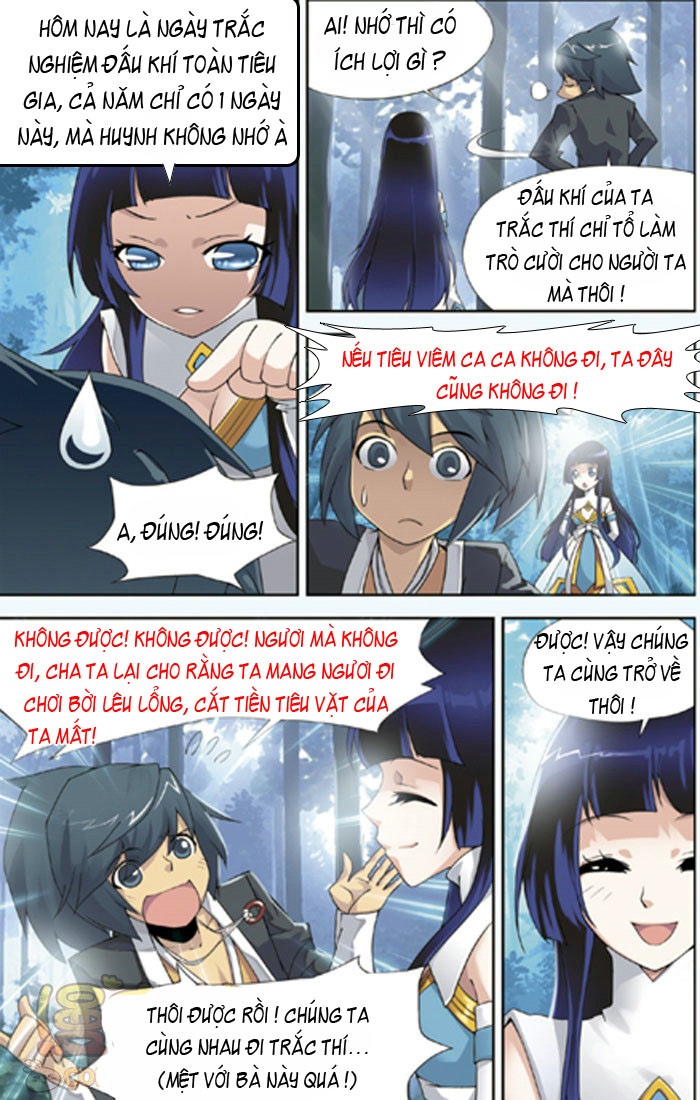 HÔM NAY LÀ NGÀY TRẮC
NGHIỆM ĐẤU KHÍ TOÀN TIÊU
GIA, CẢ NĂM CHỈ CÓ 1 NGÀY
NÀY, MÀ HUYNH KHÔNG NHỚ À
AI! NHỚ THÌ CÓ
ÍCH LỢI GÌ ?
ĐẤU KHÍ CỦA TA
TRẮC THÍ CHỈ TỔ LÀM
TRÒ CƯỜI CHO NGƯỜI TA
MÀ THÔI !
A, ĐÚNG! ĐÚNG!
NẾU TIÊU VIÊM CA CA KHÔNG ĐI, TA ĐÂY
CŨNG KHÔNG ĐI !
KHÔNG ĐƯỢC! KHÔNG ĐƯỢC! NGƯƠI MÀ KHÔNG
ĐI, CHA TA LẠI CHO RẰNG TA MANG NGƯƠI ĐI
CHƠI BỜI LÊU LỔNG, CẮT TIỀN TIÊU VẶT CỦA
TA MẤT!
THÔI ĐƯỢC RỒI ! CHÚNG TA
CÙNG NHAU ĐI TRẮC THÍ...
(MỆT VỚI BÀ NÀY QUÁ !)
ĐƯỢC! VẬY CHÚNG
TA CÙNG TRỞ VỀ
THÔI !